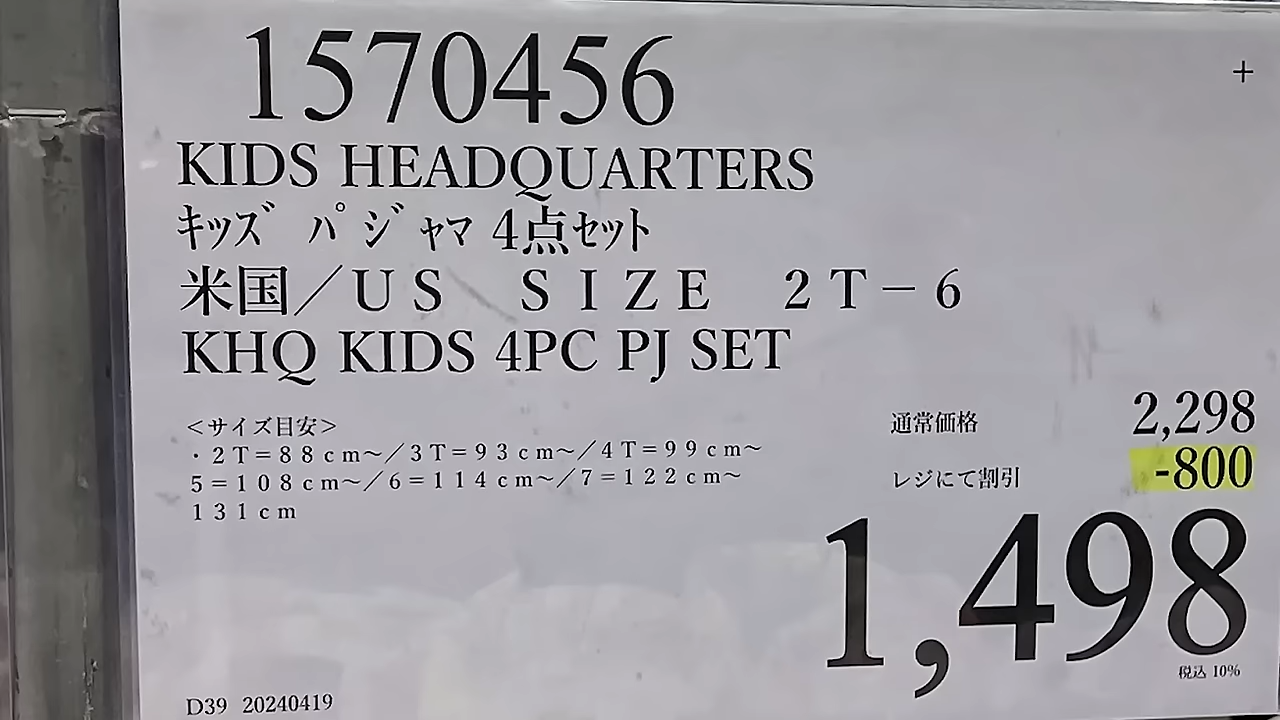 1570456
+
KIDS HEADQUARTERS
ｷｯｽﾞ ﾊﾟｼﾞｬﾏ 4点ｾｯﾄ
米国／ＵＳ　ＳＩＺＥ　２Ｔ－６
KHQ KIDS 4PC PJ SET
＜サイズ目安＞
・２Ｔ＝８８ｃｍ～／３Ｔ＝９３ｃｍ～／４Ｔ＝９９ｃｍ～
５＝１０８ｃｍ～／６＝１１４ｃｍ～／７＝１２２ｃｍ～
１３１ｃｍ
通常価格 2,298
レジにて割引 -800
1,498
税込 10%
D39 20240419